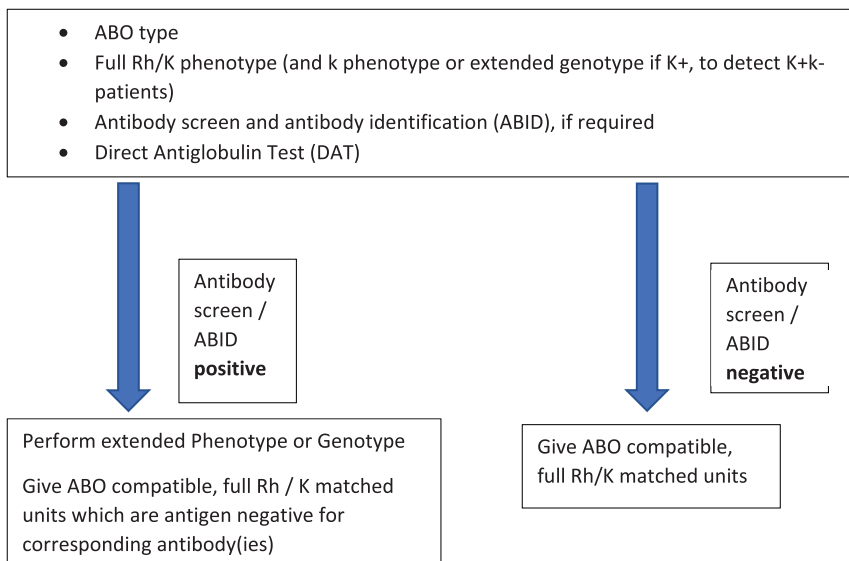 • ABO type
• Full Rh/K phenotype (and k phenotype or extended genotype if K+, to detect K+k-
patients)
• Antibody screen and antibody identification (ABID), if required
• Direct Antiglobulin Test (DAT)
Antibody
screen /
ABID
positive
Antibody
screen /
ABID
negative
Perform extended Phenotype or Genotype
Give ABO compatible, full Rh / K matched
units which are antigen negative for
corresponding antibody(ies)
Give ABO compatible,
full Rh/K matched units